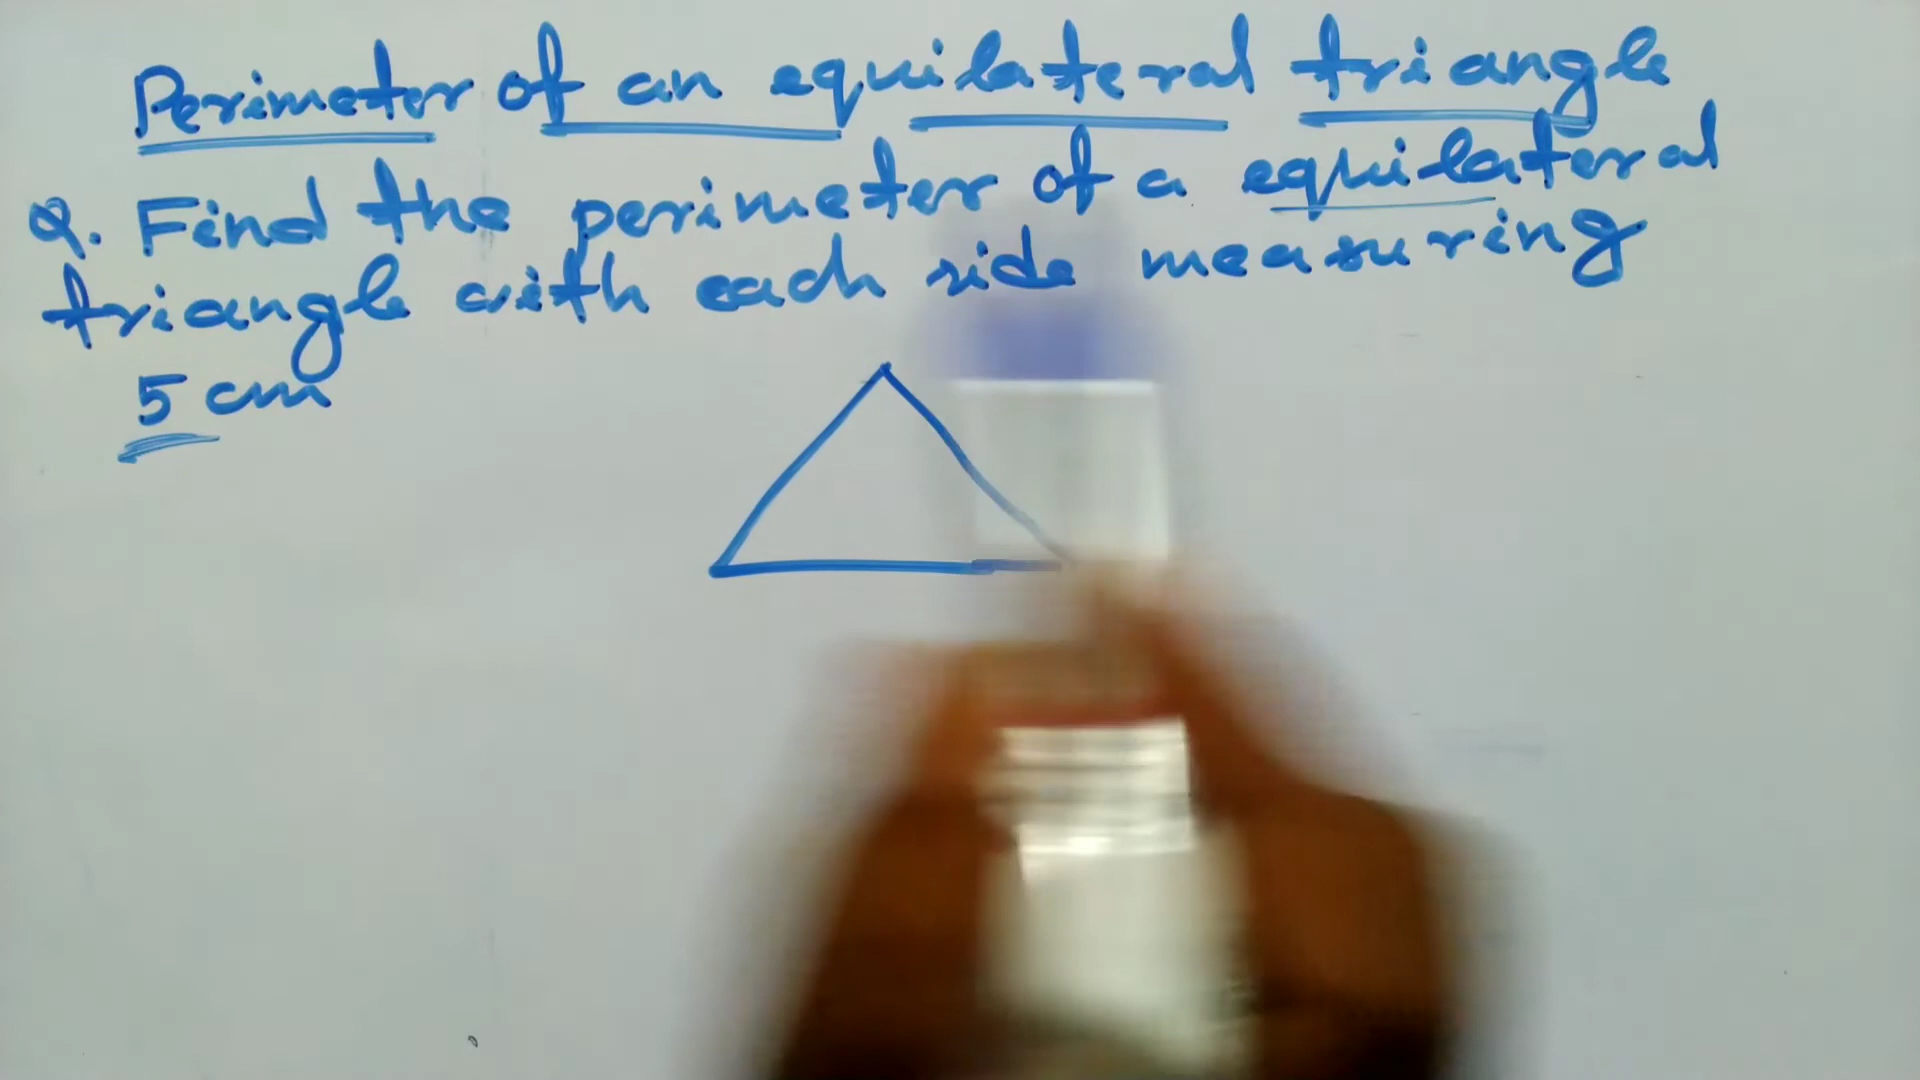 Perimeter of an equilateral triangle
Q. Find the perimeter of a equilateral
triangle with each side measuring
5 cm